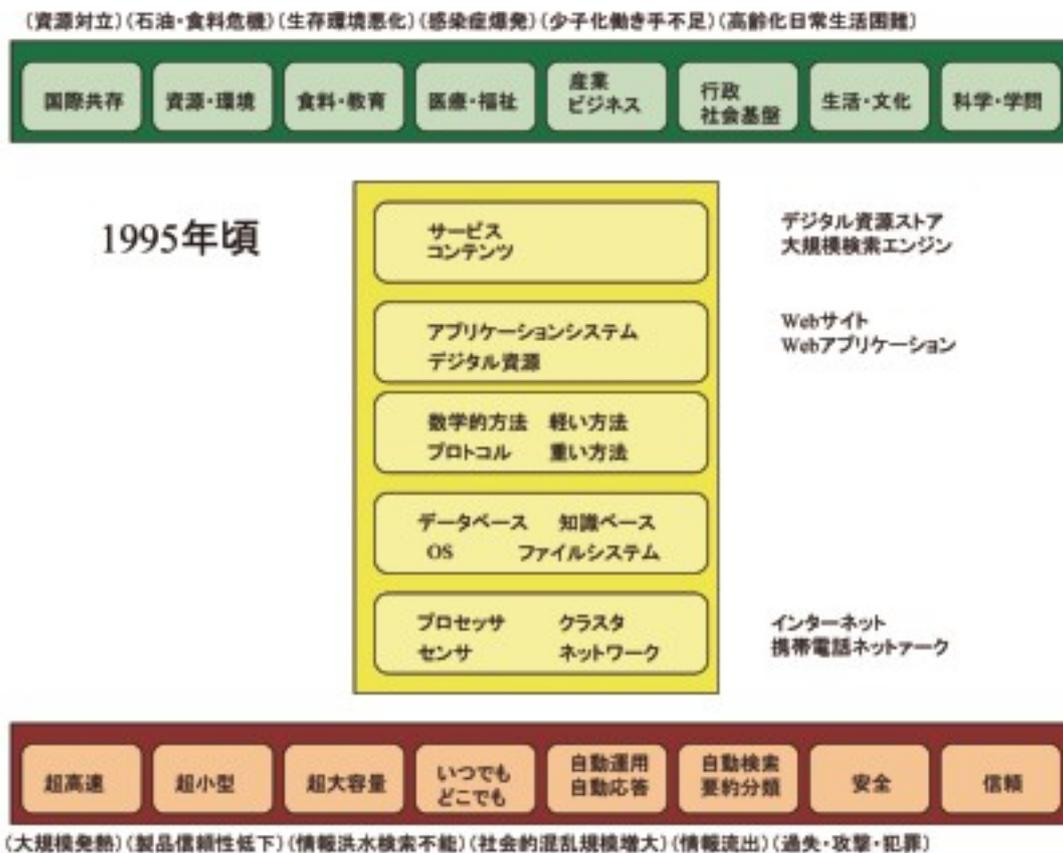 (資源対立)(石油・食料危機)(生存環境悪化)(感染症爆発)(少子化働き手不足)(高齢化日常生活困難)
国際共存 資源・環境 食料・教育 医療・福祉 産業 ビジネス 行政 社会基盤 生活・文化 科学・学問
1995年頃
サービス
コンテンツ
デジタル資源ストア
大規模検索エンジン
アプリケーションシステム
デジタル資源
Webサイト
Webアプリケーション
数学的方法 軽い方法
プロトコル 重い方法
データベース 知識ベース
OS ファイルシステム
プロセッサ クラスタ
センサ ネットワーク
インターネット
携帯電話ネットァーク
超高速 超小型 超大容量 いつでも どこでも 自動運用 自動応答 自動検索 要約分類 安全 信頼
(大規模発熱)(製品信頼性低下)(情報洪水検索不能)(社会的混乱規模増大)(情報流出)(過失・攻撃・犯罪)